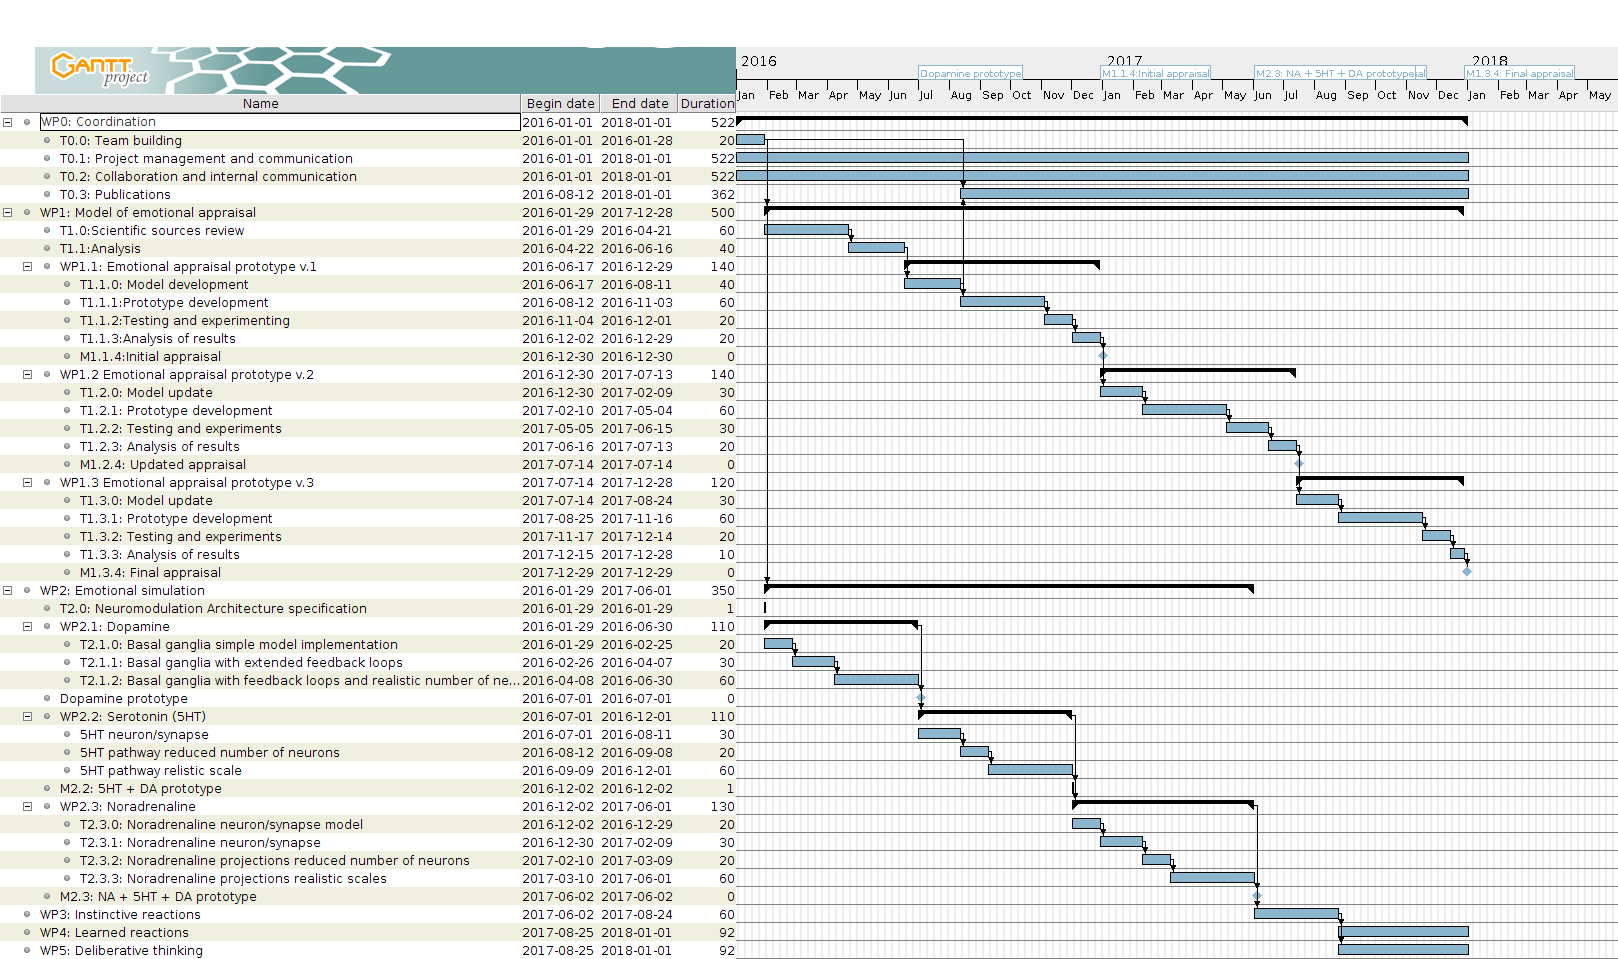 GANTT
project
2016 2017 2018
Dopamine prototype M1.1.4:Initial appraisal M2.3: NA + 5HT + DA prototype M1.3.4: Final appraisal
Jan Feb Mar Apr May Jun Jul Aug Sep Oct Nov Dec Jan Feb Mar Apr May Jun Jul Aug Sep Oct Nov Dec Jan Feb Mar Apr May
Name Begin date End date Duration
WP0: Coordination 2016-01-01 2018-01-01 522
T0.0: Team building 2016-01-01 2016-01-28 20
T0.1: Project management and communication 2016-01-01 2018-01-01 522
T0.2: Collaboration and internal communication 2016-01-01 2018-01-01 522
T0.3: Publications 2016-08-12 2018-01-01 362
WP1: Model of emotional appraisal 2016-01-29 2017-12-28 500
T1.0:Scientific sources review 2016-01-29 2016-04-21 60
T1.1:Analysis 2016-04-22 2016-06-16 40
WP1.1: Emotional appraisal prototype v.1 2016-06-17 2016-12-29 140
T1.1.0: Model development 2016-06-17 2016-08-11 40
T1.1.1:Prototype development 2016-08-12 2016-11-03 60
T1.1.2:Testing and experimenting 2016-11-04 2016-12-01 20
T1.1.3:Analysis of results 2016-12-02 2016-12-29 20
M1.1.4:Initial appraisal 2016-12-30 2016-12-30 0
WP1.2 Emotional appraisal prototype v.2 2016-12-30 2017-07-13 140
T1.2.0: Model update 2016-12-30 2017-02-09 30
T1.2.1: Prototype development 2017-02-10 2017-05-04 60
T1.2.2: Testing and experiments 2017-05-05 2017-06-15 30
T1.2.3: Analysis of results 2017-06-16 2017-07-13 20
M1.2.4: Updated appraisal 2017-07-14 2017-07-14 0
WP1.3 Emotional appraisal prototype v.3 2017-07-14 2017-12-28 120
T1.3.0: Model update 2017-07-14 2017-08-24 30
T1.3.1: Prototype development 2017-08-25 2017-11-16 60
T1.3.2: Testing and experiments 2017-11-17 2017-12-14 20
T1.3.3: Analysis of results 2017-12-15 2017-12-28 10
M1.3.4: Final appraisal 2017-12-29 2017-12-29 0
WP2: Emotional simulation 2016-01-29 2017-06-01 350
T2.0: Neuromodulation Architecture specification 2016-01-29 2016-01-29 1
WP2.1: Dopamine 2016-01-29 2016-06-30 110
T2.1.0: Basal ganglia simple model implementation 2016-01-29 2016-02-25 20
T2.1.1: Basal ganglia with extended feedback loops 2016-02-26 2016-04-07 30
T2.1.2: Basal ganglia with feedback loops and realistic number of ne... 2016-04-08 2016-06-30 60
Dopamine prototype 2016-07-01 2016-07-01 0
WP2.2: Serotonin (5HT) 2016-07-01 2016-12-01 110
5HT neuron/synapse 2016-07-01 2016-08-11 30
5HT pathway reduced number of neurons 2016-08-12 2016-09-08 20
5HT pathway relistic scale 2016-09-09 2016-12-01 60
M2.2: 5HT + DA prototype 2016-12-02 2016-12-02 1
WP2.3: Noradrenaline 2016-12-02 2017-06-01 130
T2.3.0: Noradrenaline neuron/synapse model 2016-12-02 2016-12-29 20
T2.3.1: Noradrenaline neuron/synapse 2016-12-30 2017-02-09 30
T2.3.2: Noradrenaline projections reduced number of neurons 2017-02-10 2017-03-09 20
T2.3.3: Noradrenaline projections realistic scales 2017-03-10 2017-06-01 60
M2.3: NA + 5HT + DA prototype 2017-06-02 2017-06-02 0
WP3: Instinctive reactions 2017-06-02 2017-08-24 60
WP4: Learned reactions 2017-08-25 2018-01-01 92
WP5: Deliberative thinking 2017-08-25 2018-01-01 92